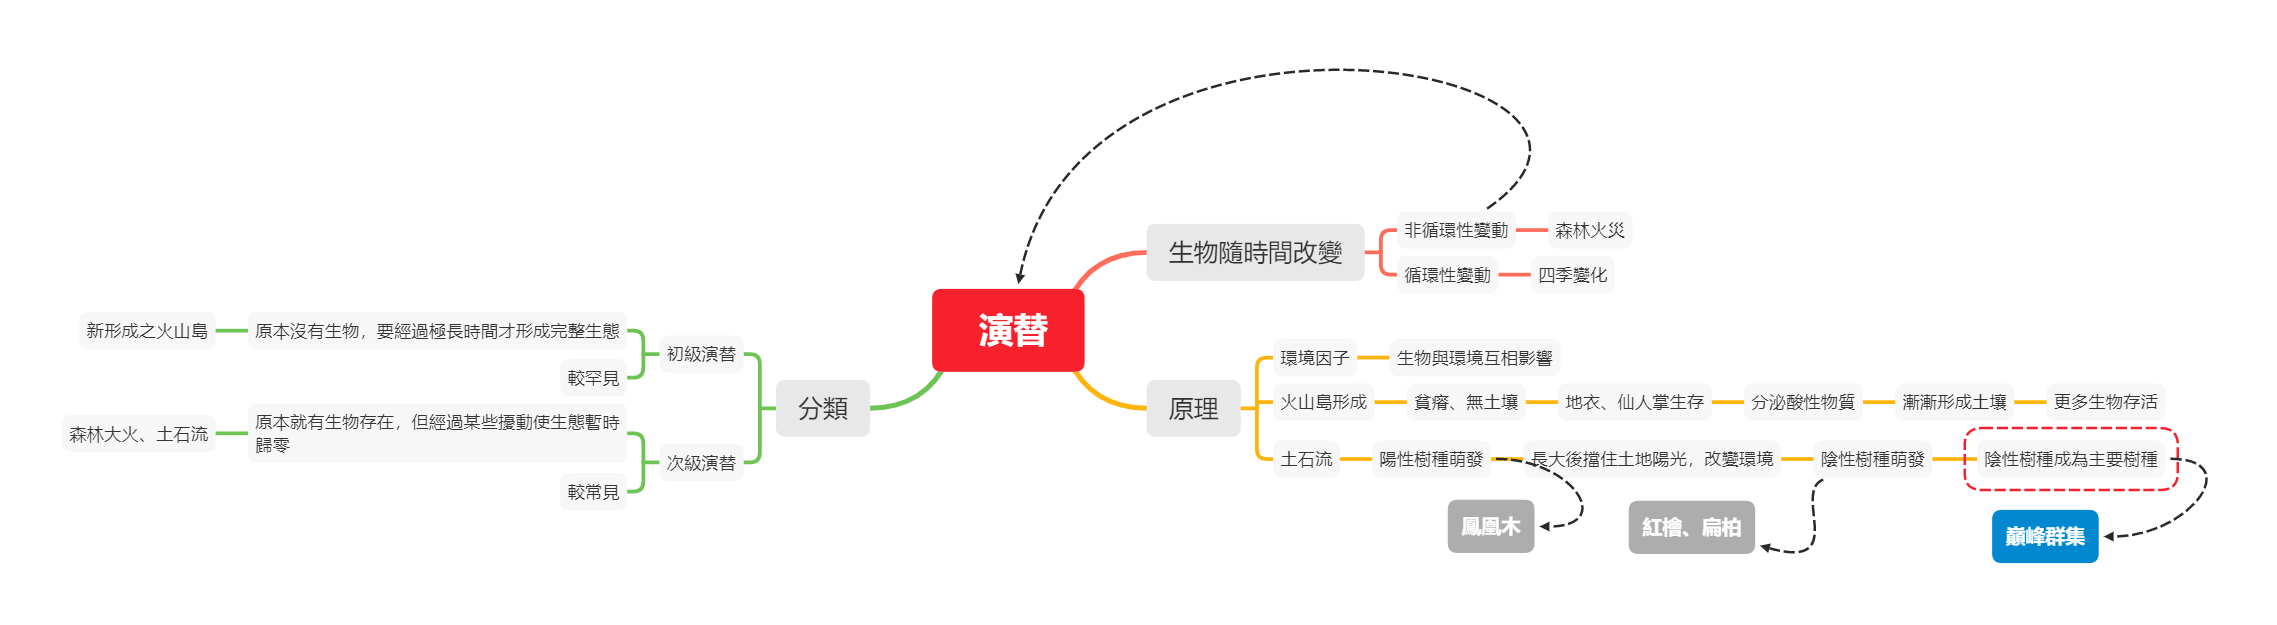 演替
生物隨時間改變
非循環性變動
森林火災
循環性變動
四季變化
原理
環境因子
生物與環境互相影響
火山島形成
貧瘠、無土壤
地衣、仙人掌生存
分泌酸性物質
漸漸形成土壤
更多生物存活
土石流
陽性樹種萌發
長大後擋住土地陽光，改變環境
陰性樹種萌發
陰性樹種成為主要樹種
鳳凰木
紅檜、扁柏
巔峰群集
分類
初級演替
原本沒有生物，要經過極長時間才形成完整生態
新形成之火山島
較罕見
次級演替
原本就有生物存在，但經過某些擾動使生態暫時
歸零
森林大火、土石流
較常見